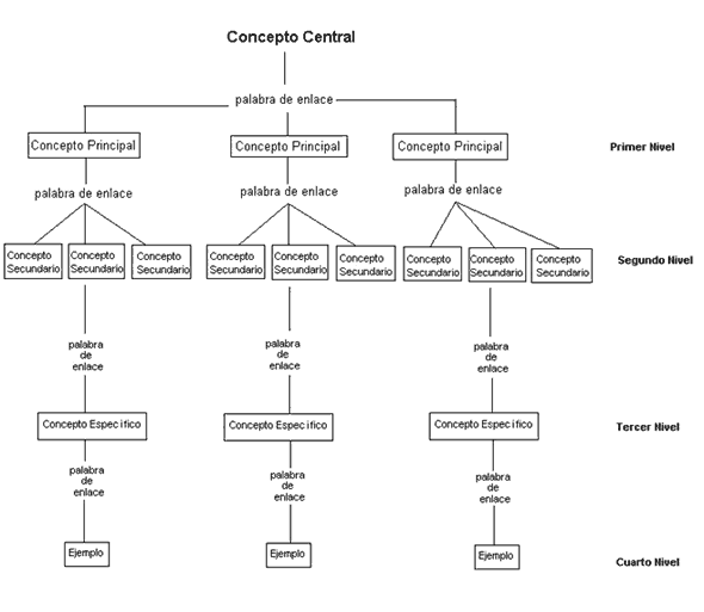 Concepto Central
palabra de enlace
Concepto Principal
Concepto Principal
Concepto Principal
Primer Nivel
palabra de enlace
palabra de enlace
palabra de enlace
Concepto
Secundario
Concepto
Secundario
Concepto
Secundario
Concepto
Secundario
Concepto
Secundario
Concepto
Secundario
Concepto
Secundario
Concepto
Secundario
Concepto
Secundario
Segundo Nivel
palabra
de
enlace
palabra
de
enlace
palabra
de
enlace
Concepto Especifico
Concepto Especifico
Concepto Especifico
Tercer Nivel
palabra
de
enlace
palabra
de
enlace
palabra
de
enlace
Ejemplo
Ejemplo
Ejemplo
Cuarto Nivel